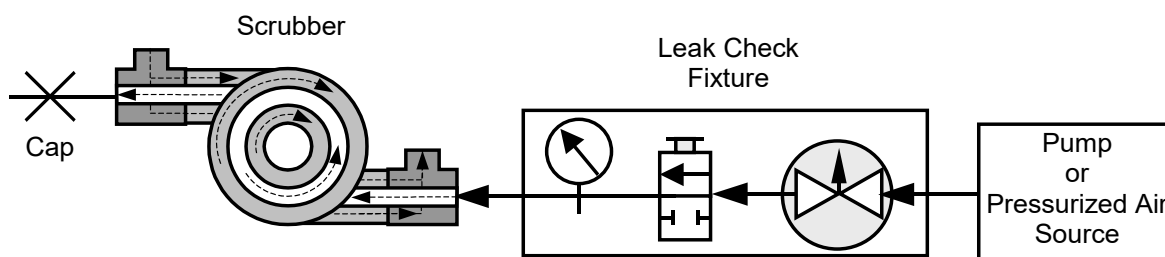 Scrubber
Cap
Leak Check
Fixture
Pump
or
Pressurized Air
Source